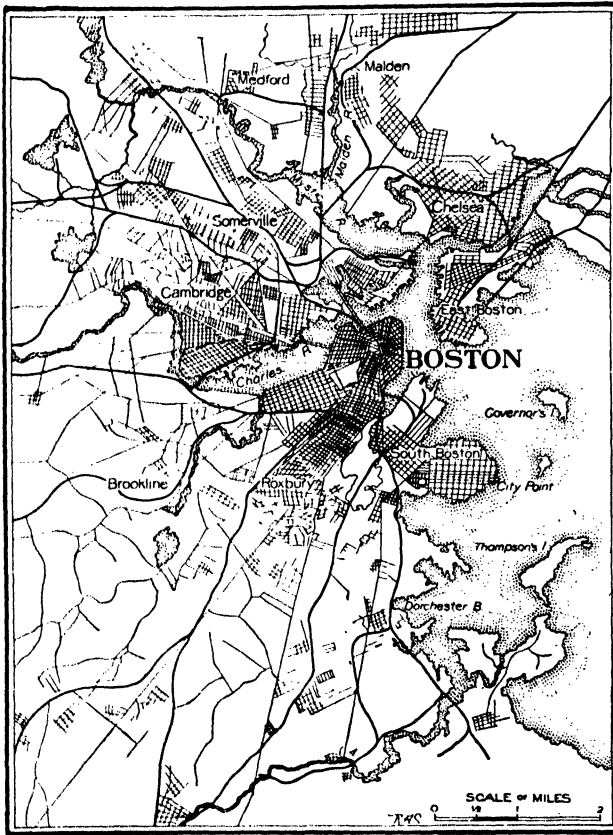 Medford
Malden
Malden R.
Chelsea
Somerville
Cambridge
East Boston
Charles R.
BOSTON
Governor's I.
South Boston
City Point
Brookline
Roxbury
Thompson's I.
Dorchester B.
SCALE OF MILES
0 1/2 1 2